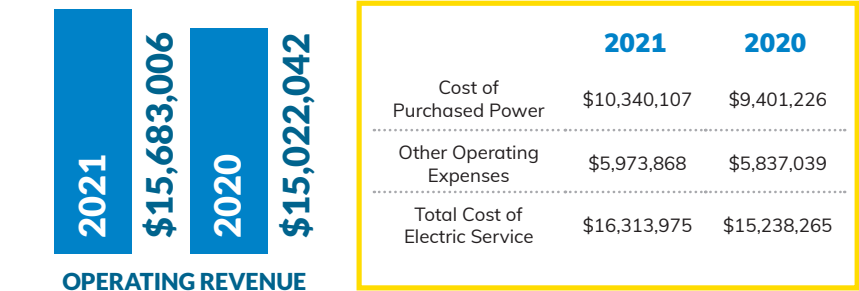 2021
$15,683,006
2020
$15,022,042
OPERATING REVENUE
2021 2020
Cost of
Purchased Power $10,340,107 $9,401,226
Other Operating
Expenses $5,973,868 $5,837,039
Total Cost of
Electric Service $16,313,975 $15,238,265